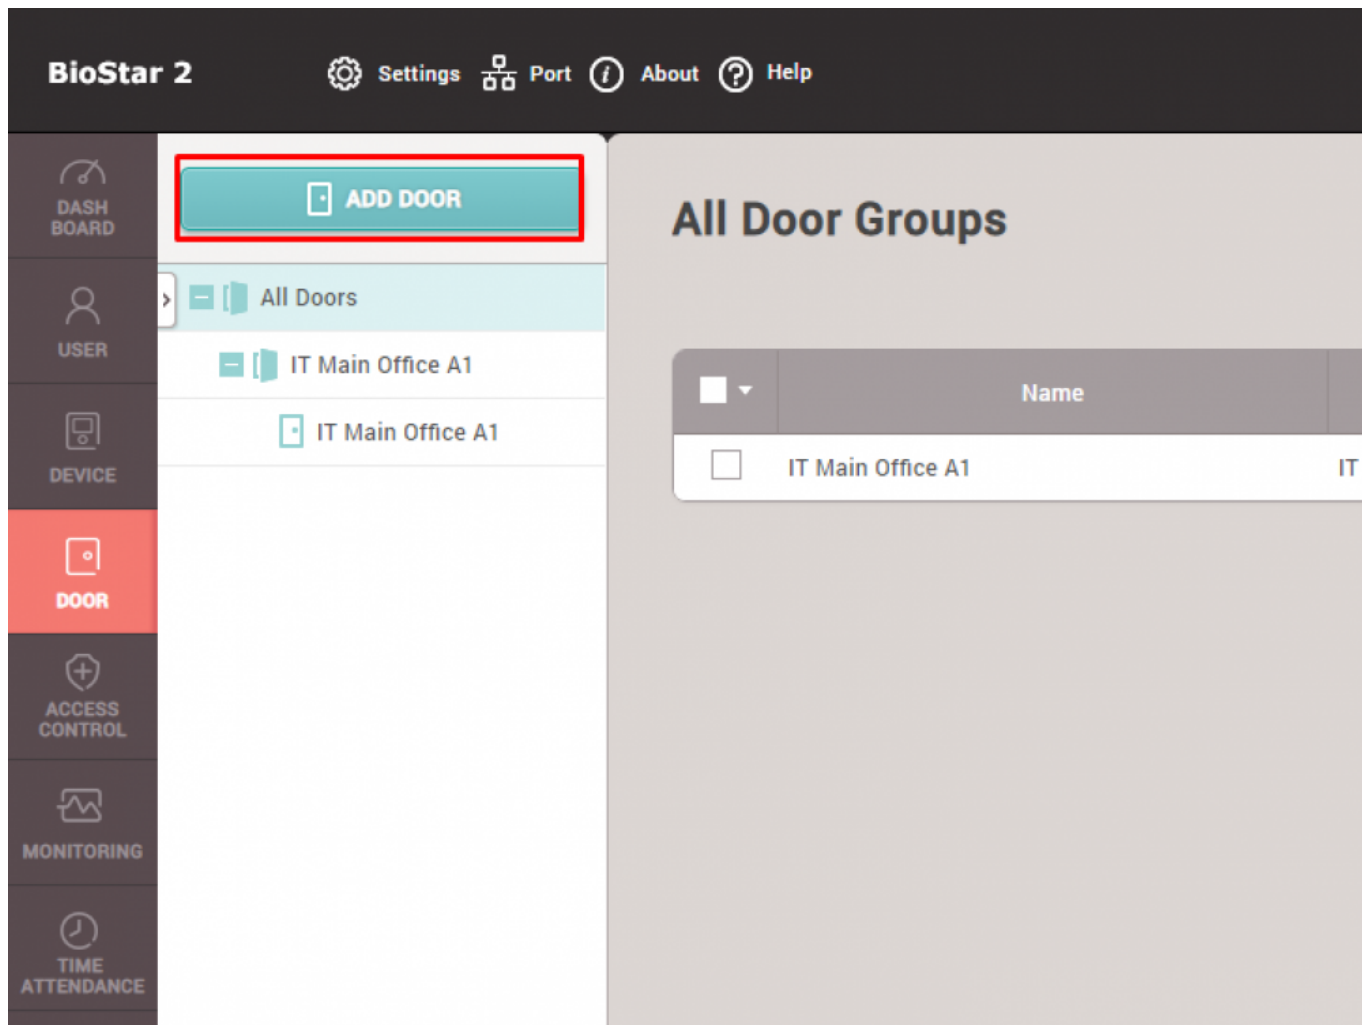 BioStar 2
Settings Port About Help
DASH
BOARD
USER
DEVICE
DOOR
ACCESS
CONTROL
MONITORING
TIME
ATTENDANCE
ADD DOOR
All Doors
IT Main Office A1
IT Main Office A1
All Door Groups
Name
IT Main Office A1 IT